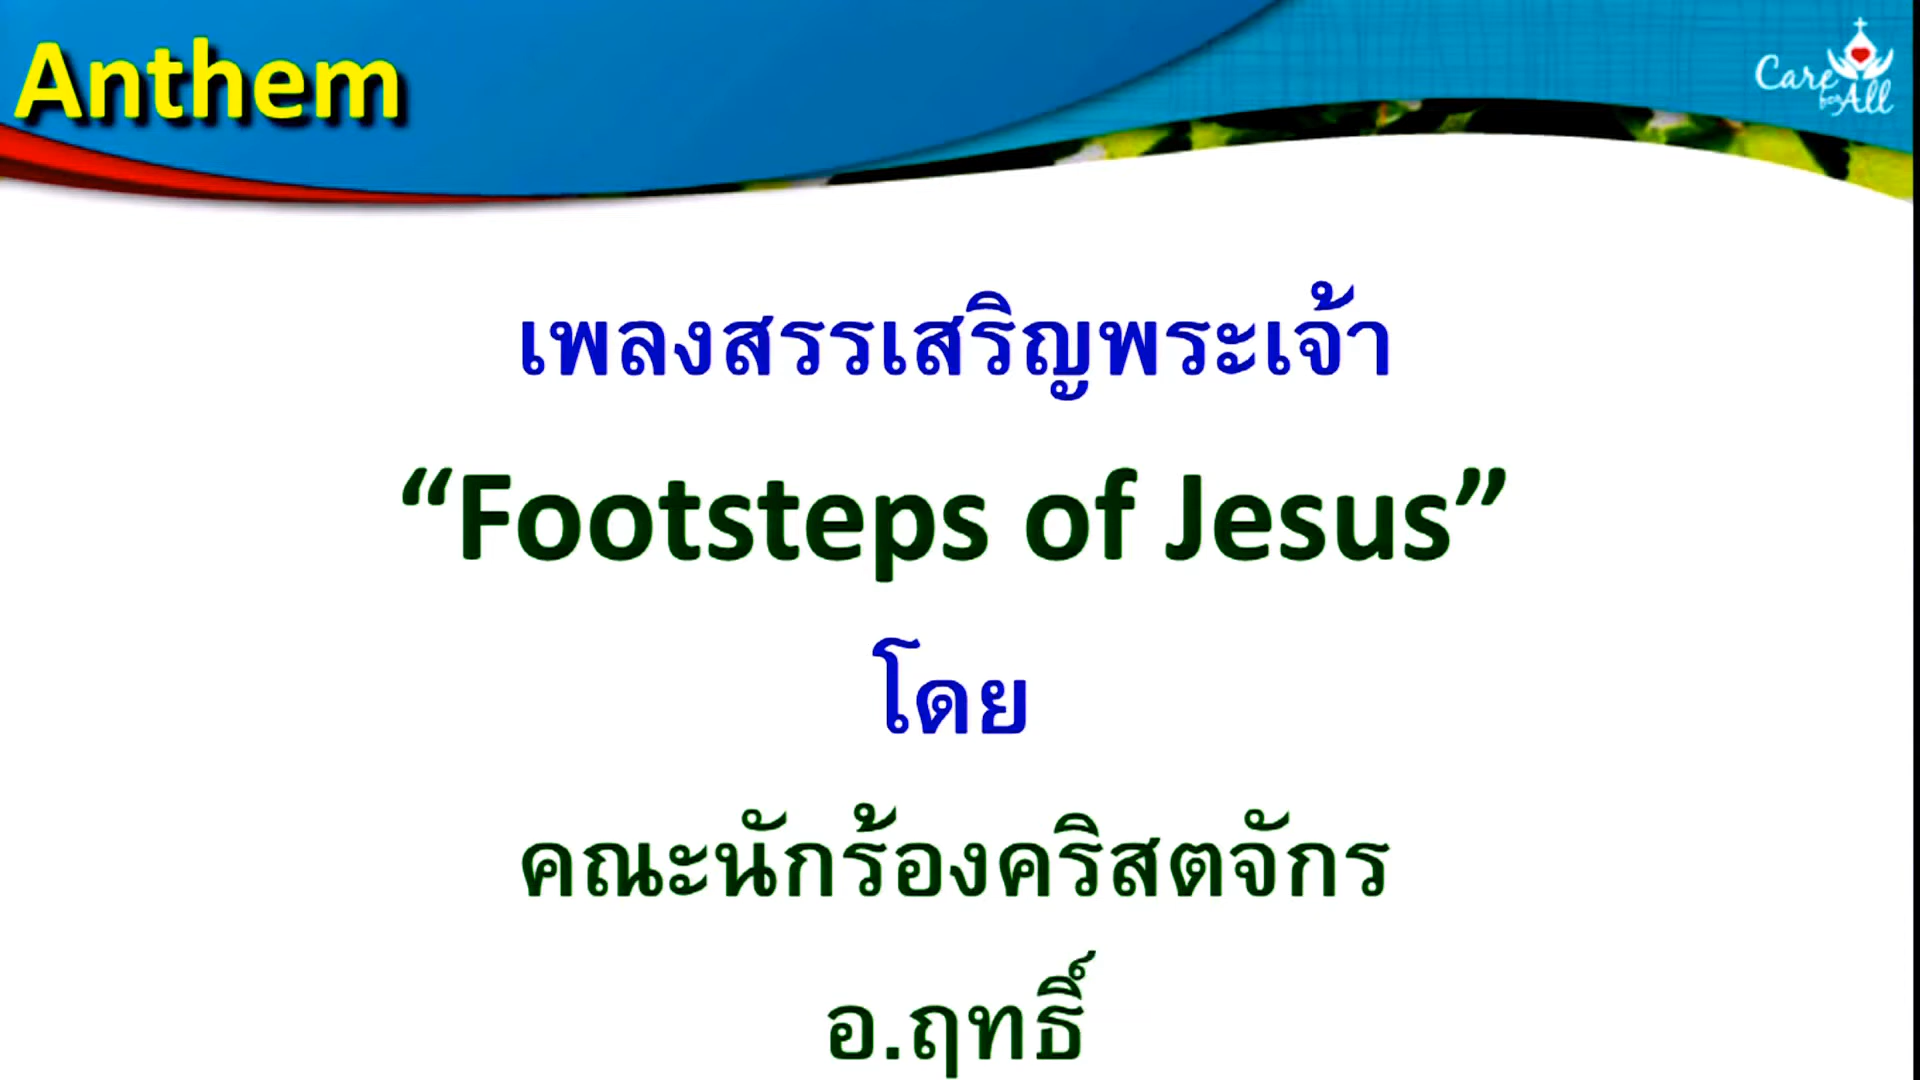 Anthem
Care
for All
เพลงสรรเสริญพระเจ้า
“Footsteps of Jesus”
โดย
คณะนักร้องคริสตจักร
อ.ฤทธิ์